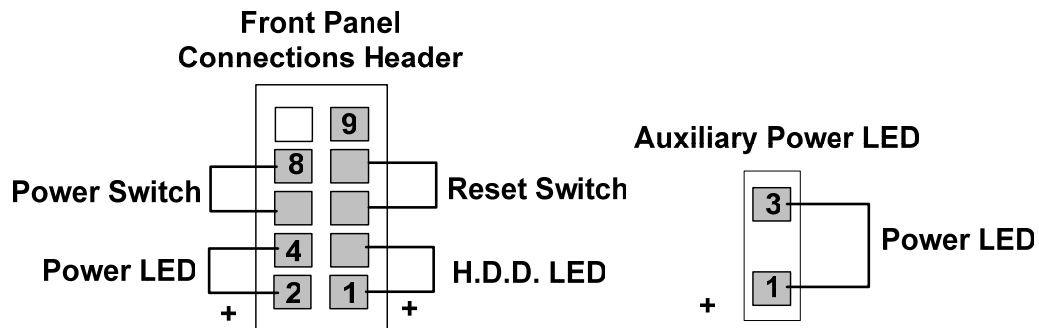 Front Panel
Connections Header
9
8
Power Switch
Reset Switch
4
Power LED
H.D.D. LED
2
1
+
+
Auxiliary Power LED
3
Power LED
1
+